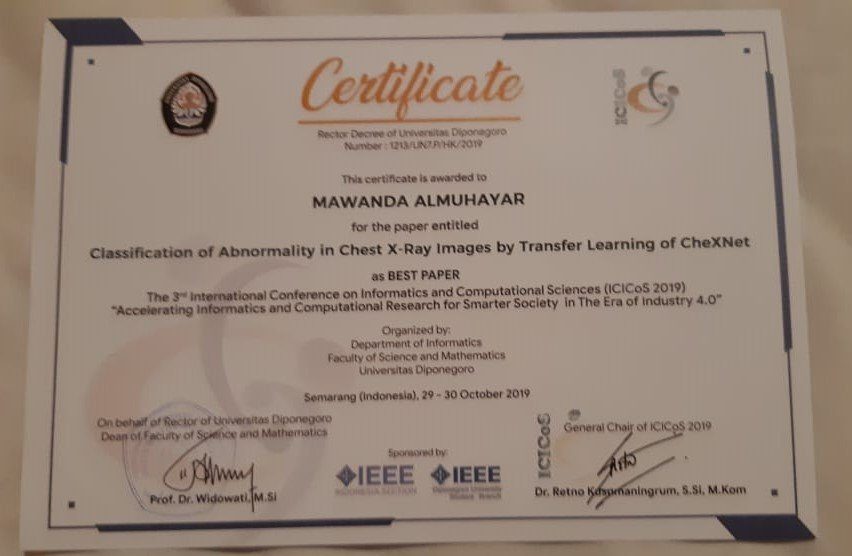 Certificate
ICICoS
Rector Decree of Universitas Diponegoro
Number : 1213/UN7.P/HK/2019
This certificate is awarded to
MAWANDA ALMUHAYAR
for the paper entitled
Classification of Abnormality in Chest X-Ray Images by Transfer Learning of CheXNet
as BEST PAPER
The 3rd International Conference on Informatics and Computational Sciences (ICICoS 2019)
"Accelerating Informatics and Computational Research for Smarter Society in The Era of Industry 4.0"
Organized by:
Department of Informatics
Faculty of Science and Mathematics
Universitas Diponegoro
Semarang (Indonesia), 29 - 30 October 2019
On behalf of Rector of Universitas Diponegoro
Dean of Faculty of Science and Mathematics
Prof. Dr. Widowati, M.Si
Sponsored by:
IEEE
INDONESIA SECTION
IEEE
Diponegoro University
Student Branch
ICICoS
General Chair of ICICoS 2019
Dr. Retno Kusumaningrum, S.Si, M.Kom